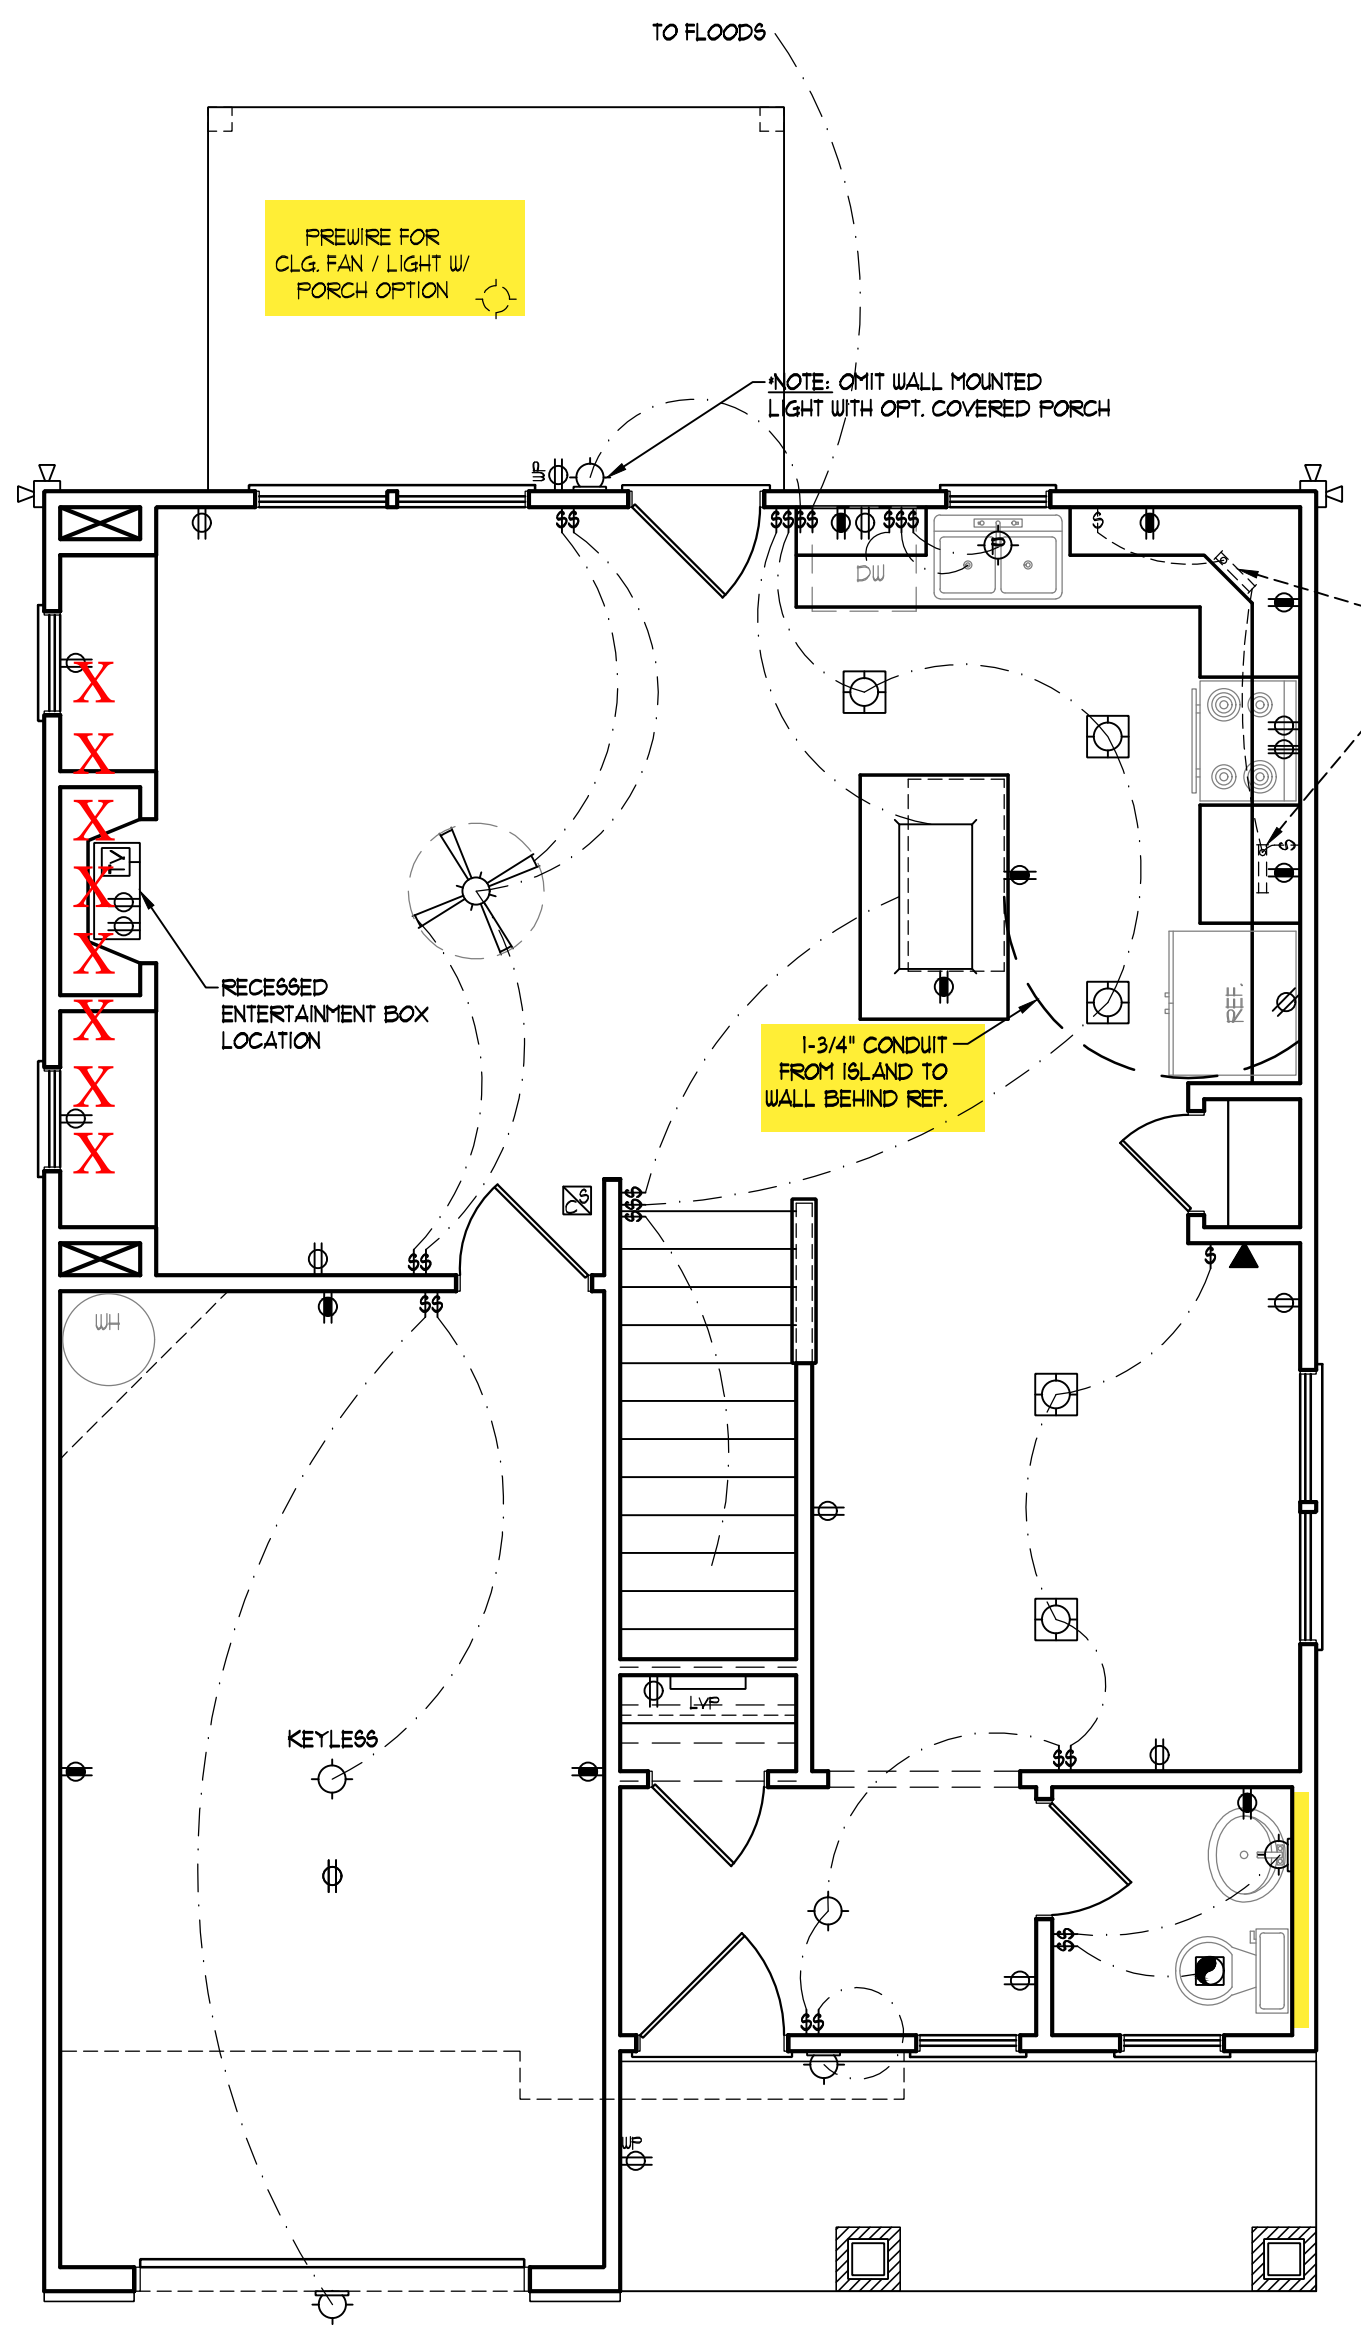 TO FLOODS
PREWIRE FOR
CLG. FAN / LIGHT W/
PORCH OPTION
*NOTE: OMIT WALL MOUNTED
LIGHT WITH OPT. COVERED PORCH
WP
$$
$$$$
$$$
$
DW
X
X
X
X
X
X
X
X
TV
S
RECESSED
ENTERTAINMENT BOX
LOCATION
REF.
1-3/4" CONDUIT
FROM ISLAND TO
WALL BEHIND REF.
C S
$$$
$$
$
$$
WH
LVP
KEYLESS
$$
$$
$$
WP